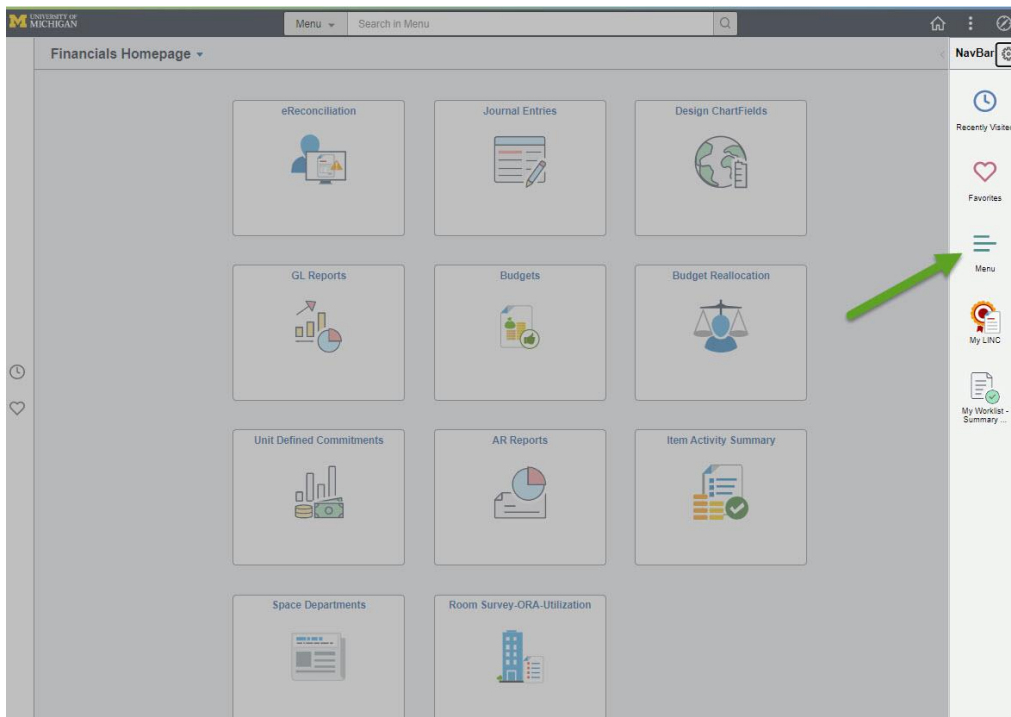 UNIVERSITY OF
MICHIGAN
Menu
Search in Menu
Financials Homepage
NavBar
eReconciliation
Journal Entries
Design ChartFields
Recently Visited
Favorites
GL Reports
Budgets
Budget Reallocation
Menu
My LINC
My Worklist -
Summary ...
Unit Defined Commitments
AR Reports
Item Activity Summary
Space Departments
Room Survey-ORA-Utilization